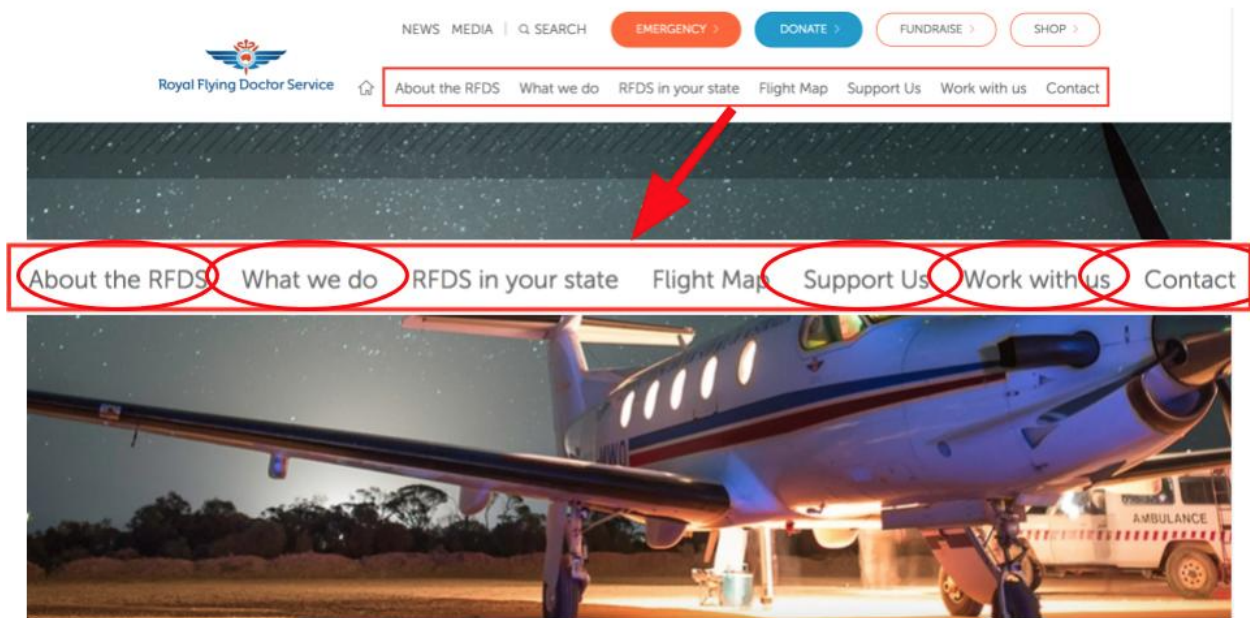 NEWS MEDIA | SEARCH EMERGENCY > DONATE > FUNDRAISE > SHOP >
Royal Flying Doctor Service
About the RFDS What we do RFDS in your state Flight Map Support Us Work with us Contact
About the RFDS What we do RFDS in your state Flight Map Support Us Work with us Contact
AMBULANCE